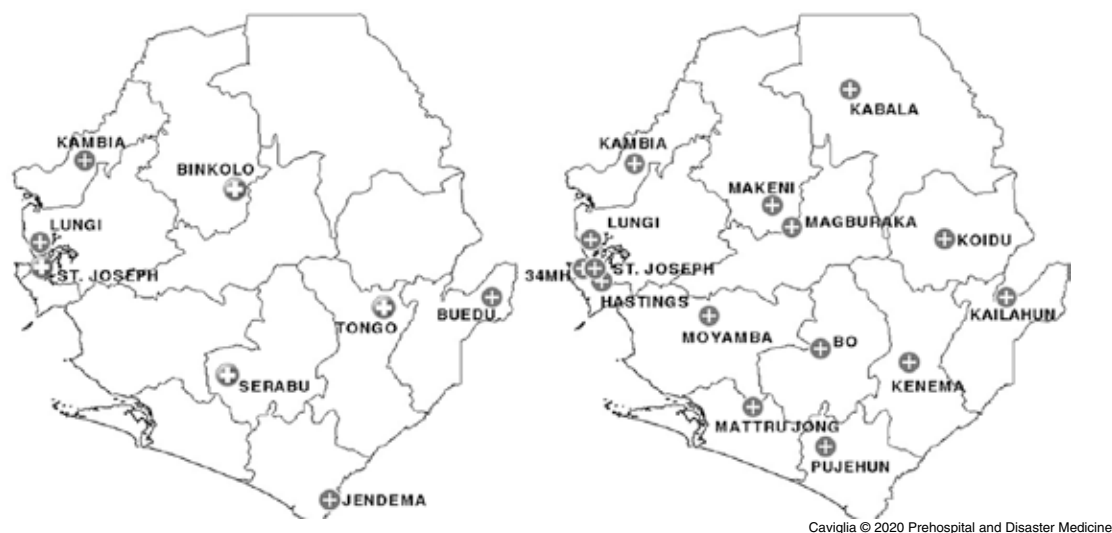 KAMBIA
BINKOLO
LUNGI
ST. JOSEPH
TONGO
BUEDU
SERABU
JENDEMA
KABALA
KAMBIA
MAKENI
MAGBURAKA
LUNGI
KOIDU
34MH
ST. JOSEPH
HASTINGS
KAILAHUN
MOYAMBA
BO
KENEMA
MATTRU JONG
PUJEHUN
Caviglia © 2020 Prehospital and Disaster Medicine